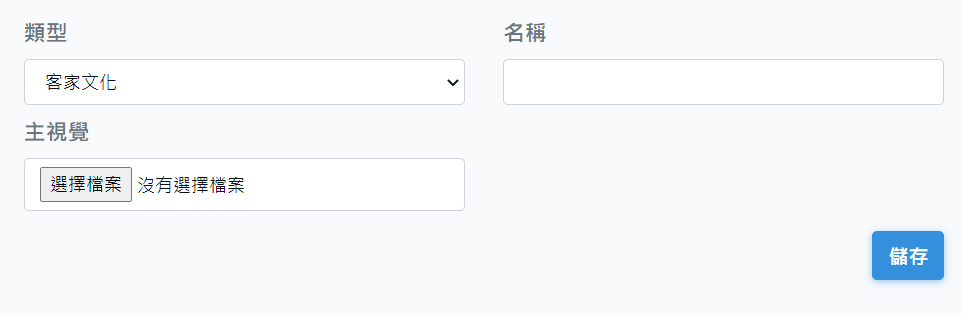 類型
名稱
客家文化
主視覺
選擇檔案 沒有選擇檔案
儲存